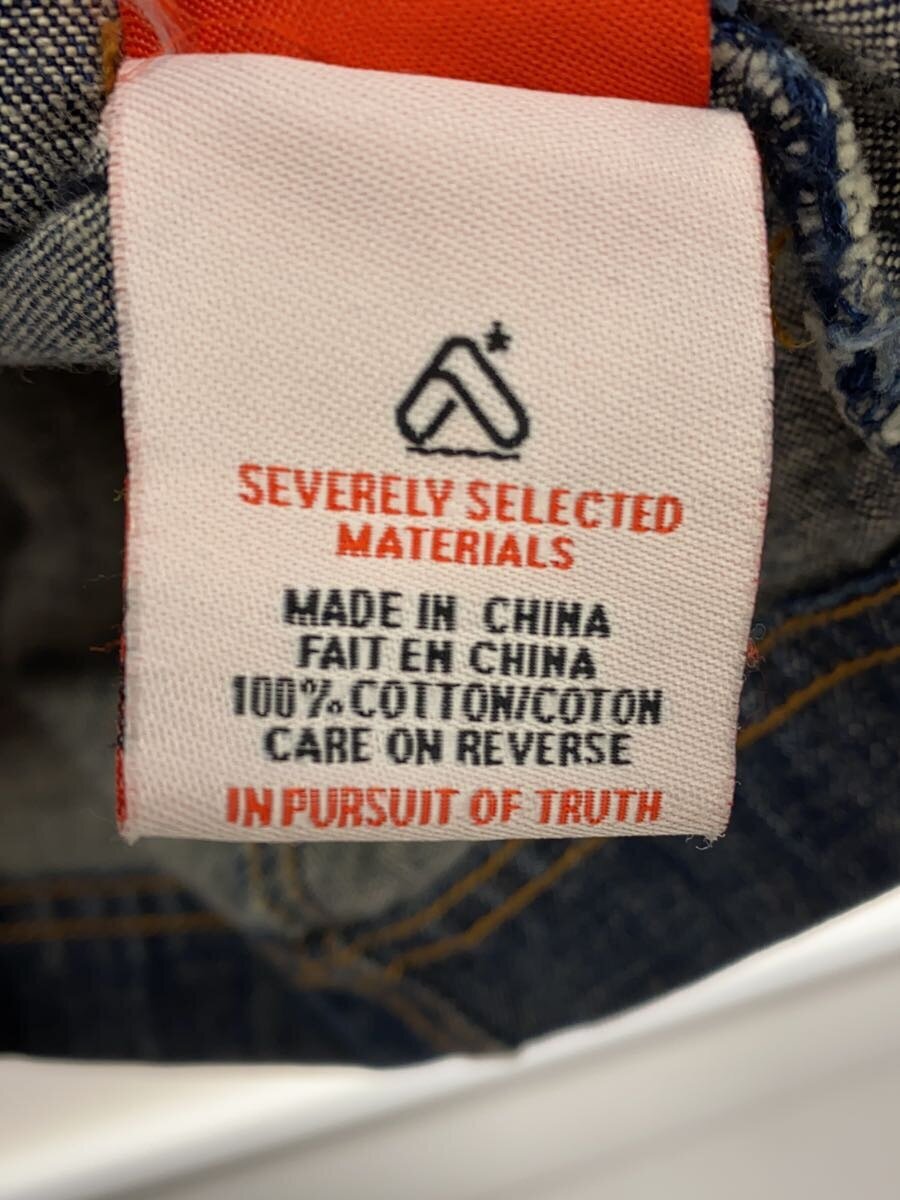 SEVERELY SELECTED
MATERIALS
MADE IN CHINA
FAIT EN CHINA
100% COTTON/COTON
CARE ON REVERSE
IN PURSUIT OF TRUTH